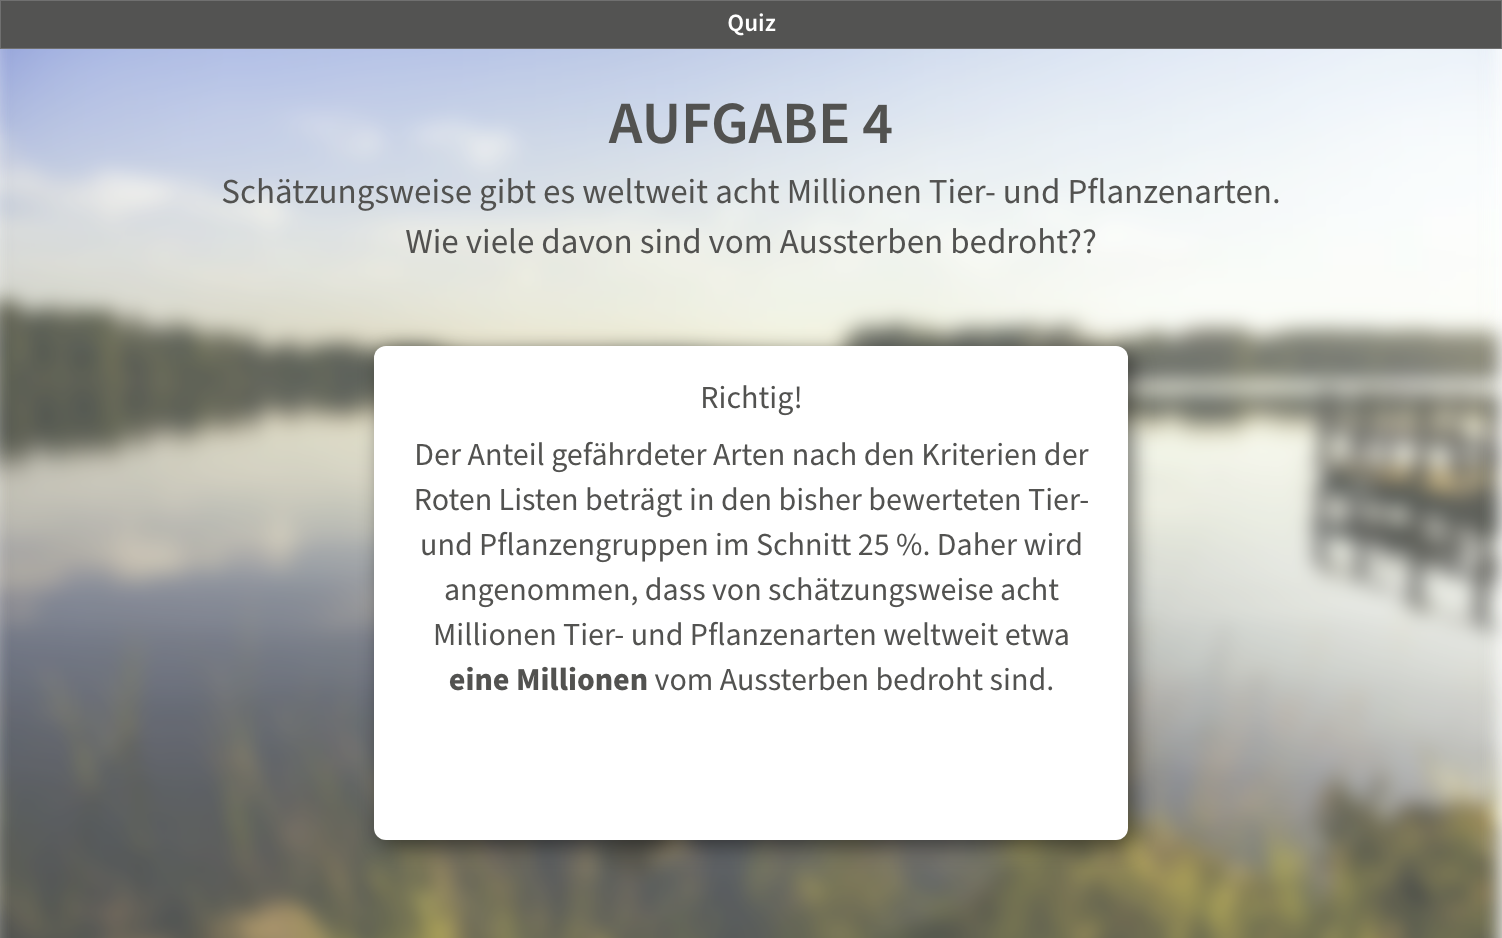 Quiz
AUFGABE 4
Schätzungsweise gibt es weltweit acht Millionen Tier- und Pflanzenarten.
Wie viele davon sind vom Aussterben bedroht??
Richtig!
Der Anteil gefährdeter Arten nach den Kriterien der
Roten Listen beträgt in den bisher bewerteten Tier-
und Pflanzengruppen im Schnitt 25 %. Daher wird
angenommen, dass von schätzungsweise acht
Millionen Tier- und Pflanzenarten weltweit etwa
eine Millionen vom Aussterben bedroht sind.